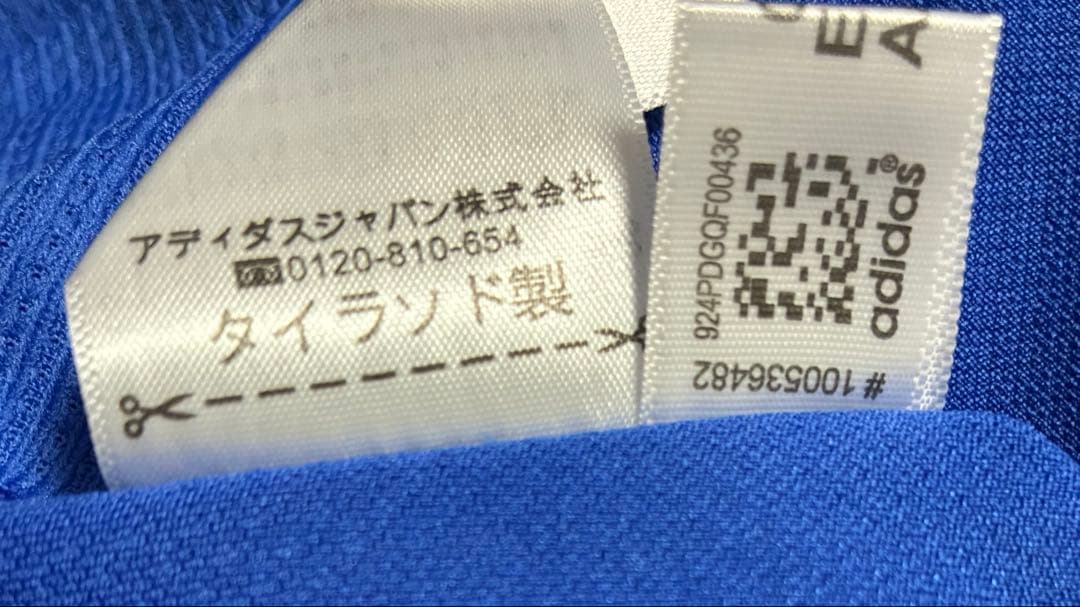 アディダスジャパン株式会社
0120-810-654
タイランド製
924PDGQF00436
adidas®
#100536482